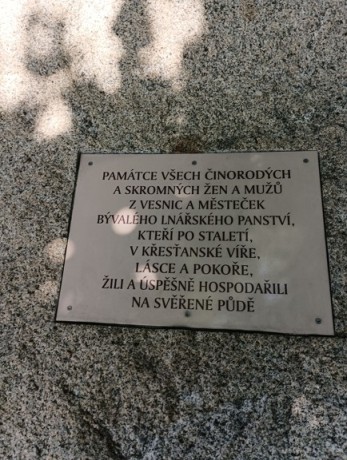 PAMÁTCE VŠECH ČINORODÝCH
A SKROMNÝCH ŽEN A MUŽŮ
Z VESNIC A MĚSTEČEK
BÝVALÉHO LNÁŘSKÉHO PANSTVÍ,
KTEŘÍ PO STALETÍ,
V KŘESŤANSKÉ VÍŘE,
LÁSCE A POKOŘE,
ŽILI A ÚSPĚŠNĚ HOSPODAŘILI
NA SVĚŘENÉ PŮDĚ